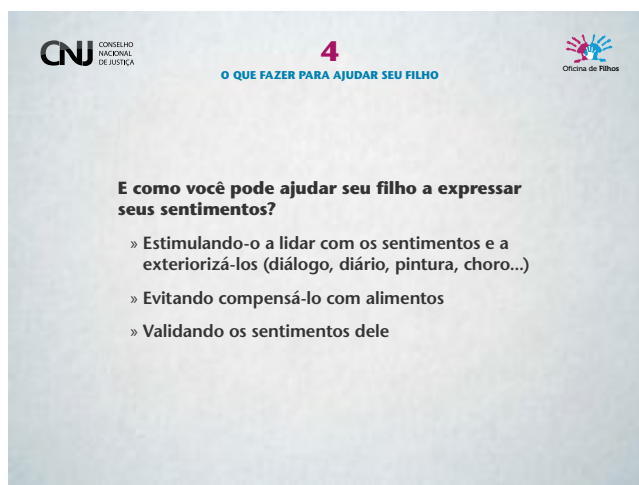 CNJ
CONSELHO
NACIONAL
DE JUSTIÇA
4
O QUE FAZER PARA AJUDAR SEU FILHO
Oficina de Filhos
E como você pode ajudar seu filho a expressar
seus sentimentos?
» Estimulando-o a lidar com os sentimentos e a
exteriorizá-los (diálogo, diário, pintura, choro...)
» Evitando compensá-lo com alimentos
» Validando os sentimentos dele